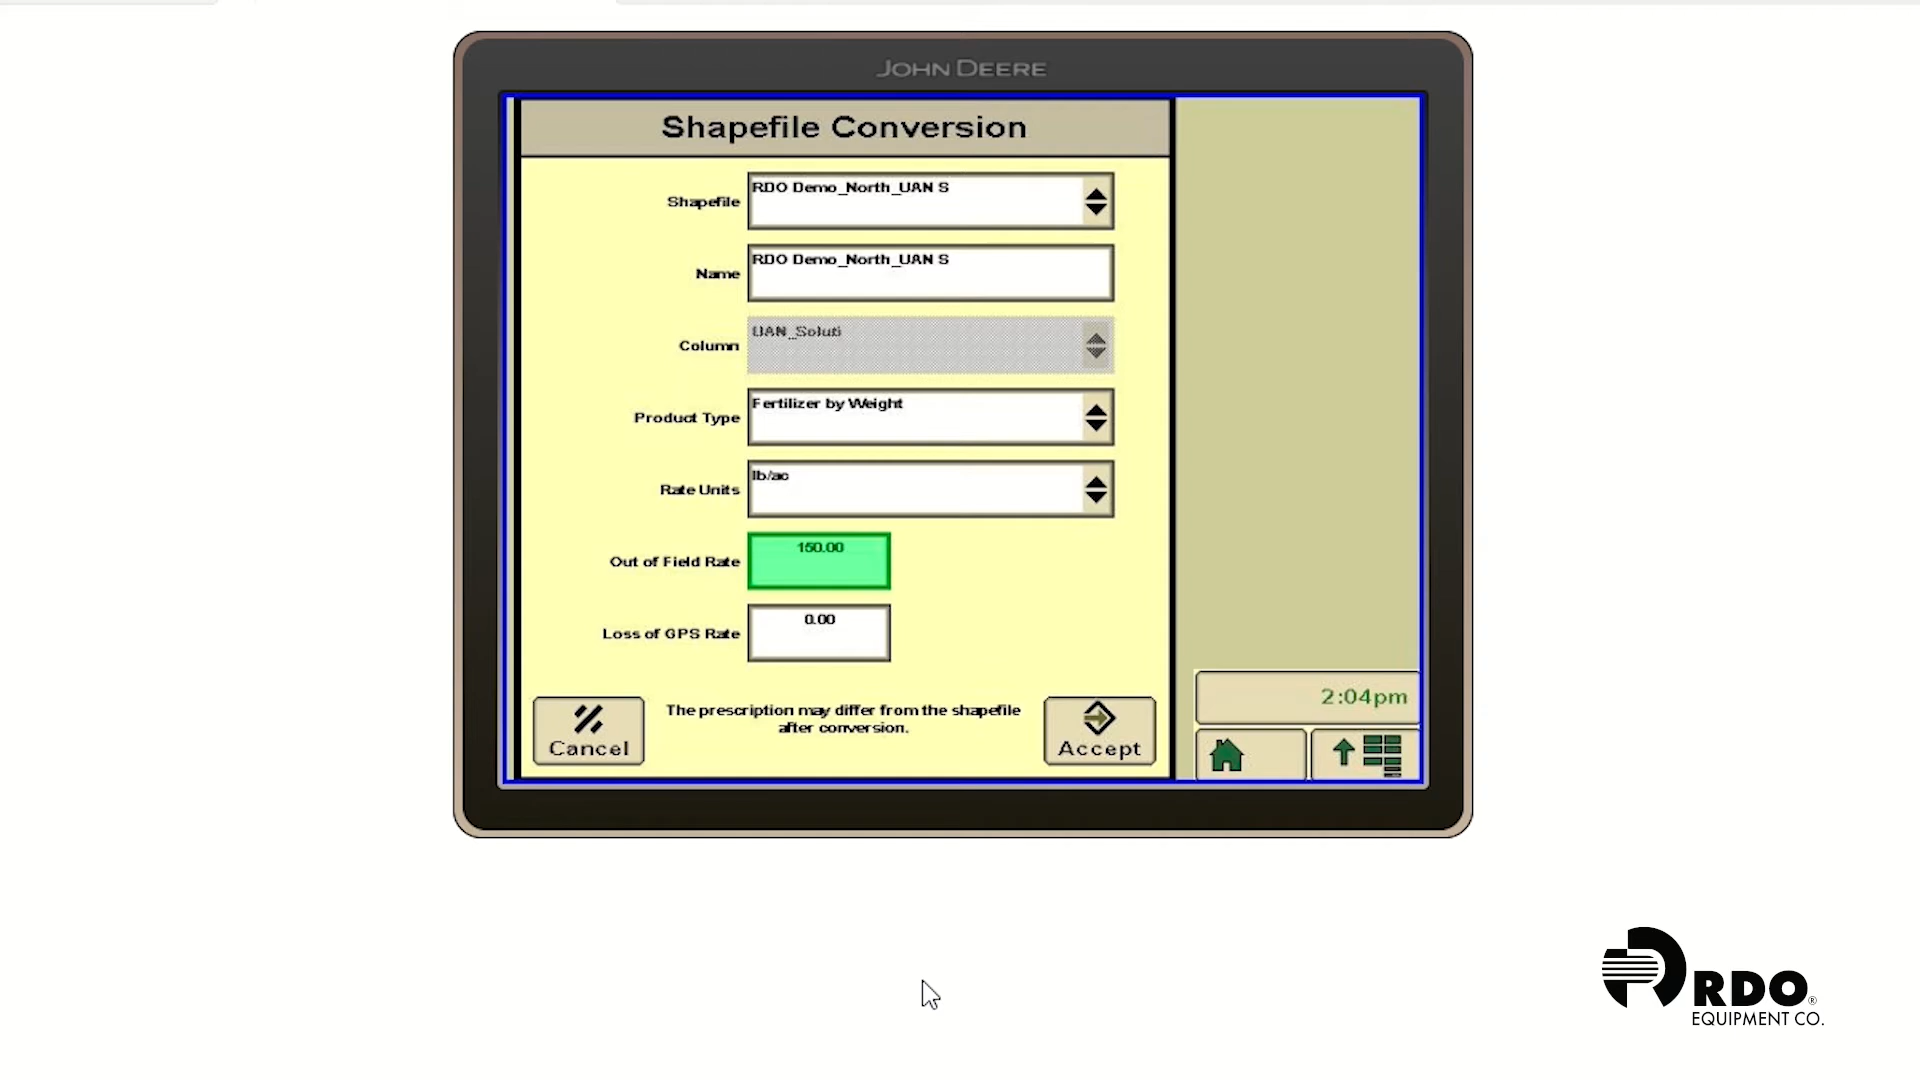 JOHN DEERE
Shapefile Conversion
Shapefile
RDO Demo_North_UAN S
Name
RDO Demo_North_UAN S
Column
UAN_Soluti
Product Type
Fertilizer by Weight
Rate Units
lb/ac
Out of Field Rate
150.00
Loss of GPS Rate
0.00
Cancel
The prescription may differ from the shapefile
after conversion.
Accept
2:04pm
RDO®
EQUIPMENT CO.